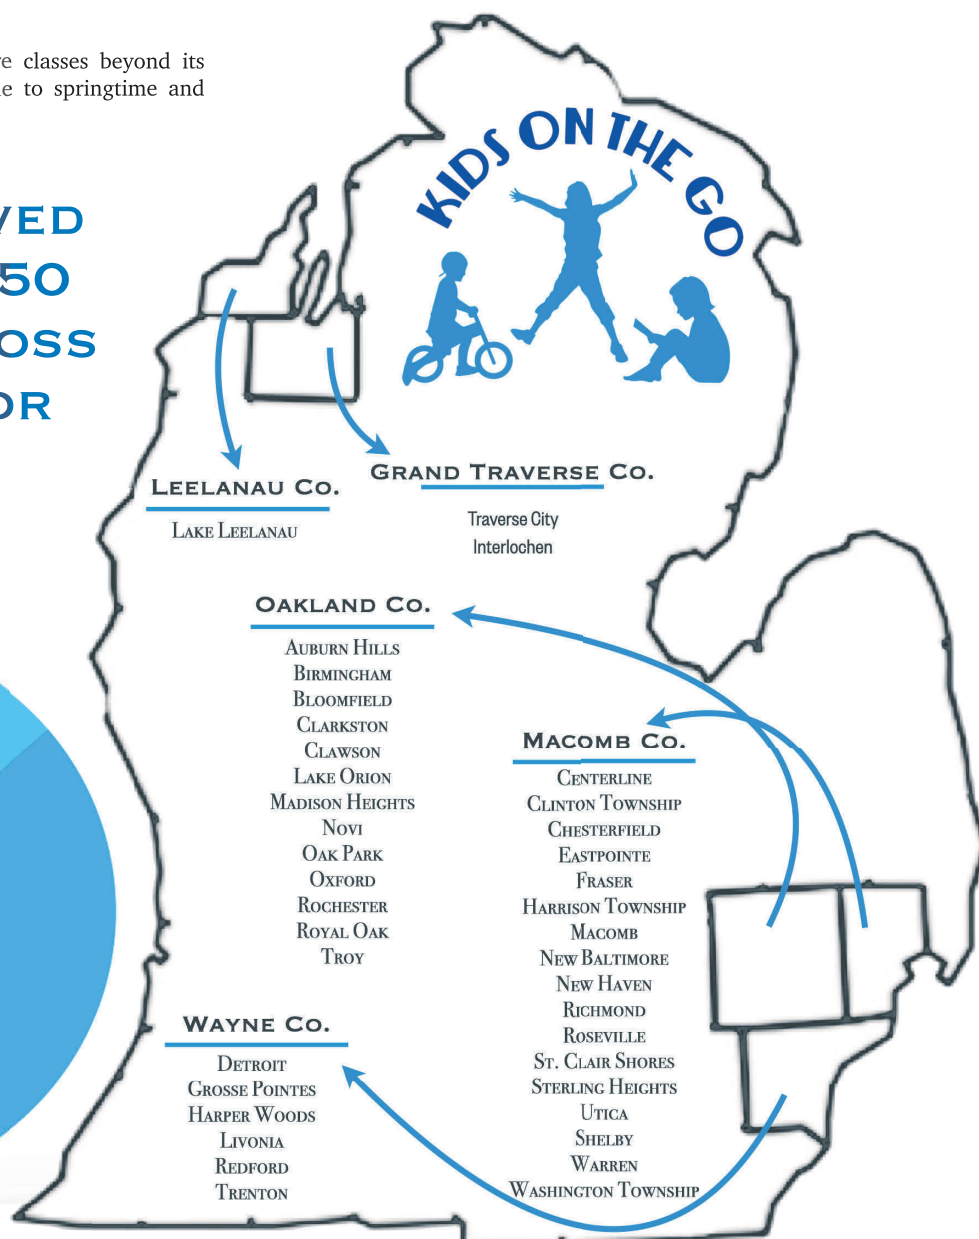 classes beyond its
to springtime and
50
KIDS ON THE GO
LEELANAU CO.
LAKE LEELANAU
GRAND TRAVERSE CO.
Traverse City
Interlochen
OAKLAND CO.
AUBURN HILLS
BIRMINGHAM
BLOOMFIELD
CLARKSTON
CLAWSON
LAKE ORION
MADISON HEIGHTS
NOVI
OAK PARK
OXFORD
ROCHESTER
ROYAL OAK
TROY
MACOMB CO.
CENTERLINE
CLINTON TOWNSHIP
CHESTERFIELD
EASTPOINTE
FRASER
HARRISON TOWNSHIP
MACOMB
NEW BALTIMORE
NEW HAVEN
RICHMOND
ROSEVILLE
ST. CLAIR SHORES
STERLING HEIGHTS
UTICA
SHELBY
WARREN
WASHINGTON TOWNSHIP
WAYNE CO.
DETROIT
GROSSE POINTES
HARPER WOODS
LIVONIA
REDFORD
TRENTON